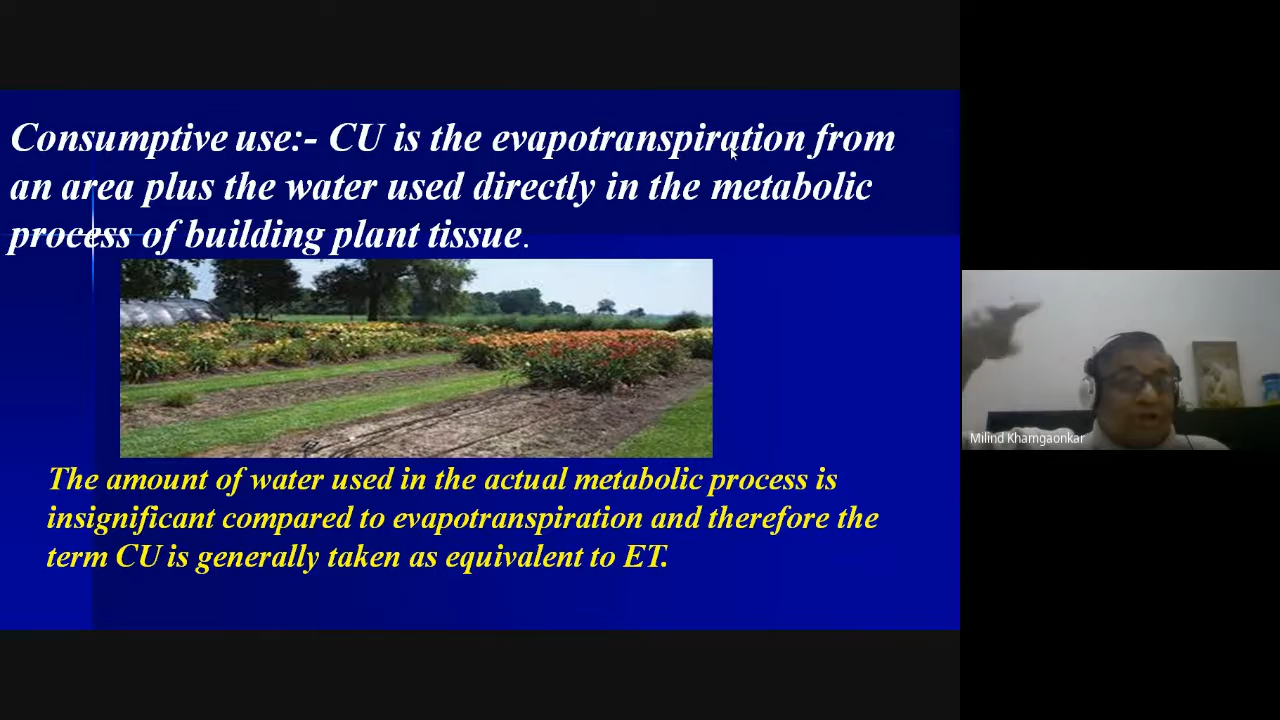 Consumptive use:- CU is the evapotranspiration from
an area plus the water used directly in the metabolic
process of building plant tissue.
The amount of water used in the actual metabolic process is
insignificant compared to evapotranspiration and therefore the
term CU is generally taken as equivalent to ET.
Milind Khamgaonkar